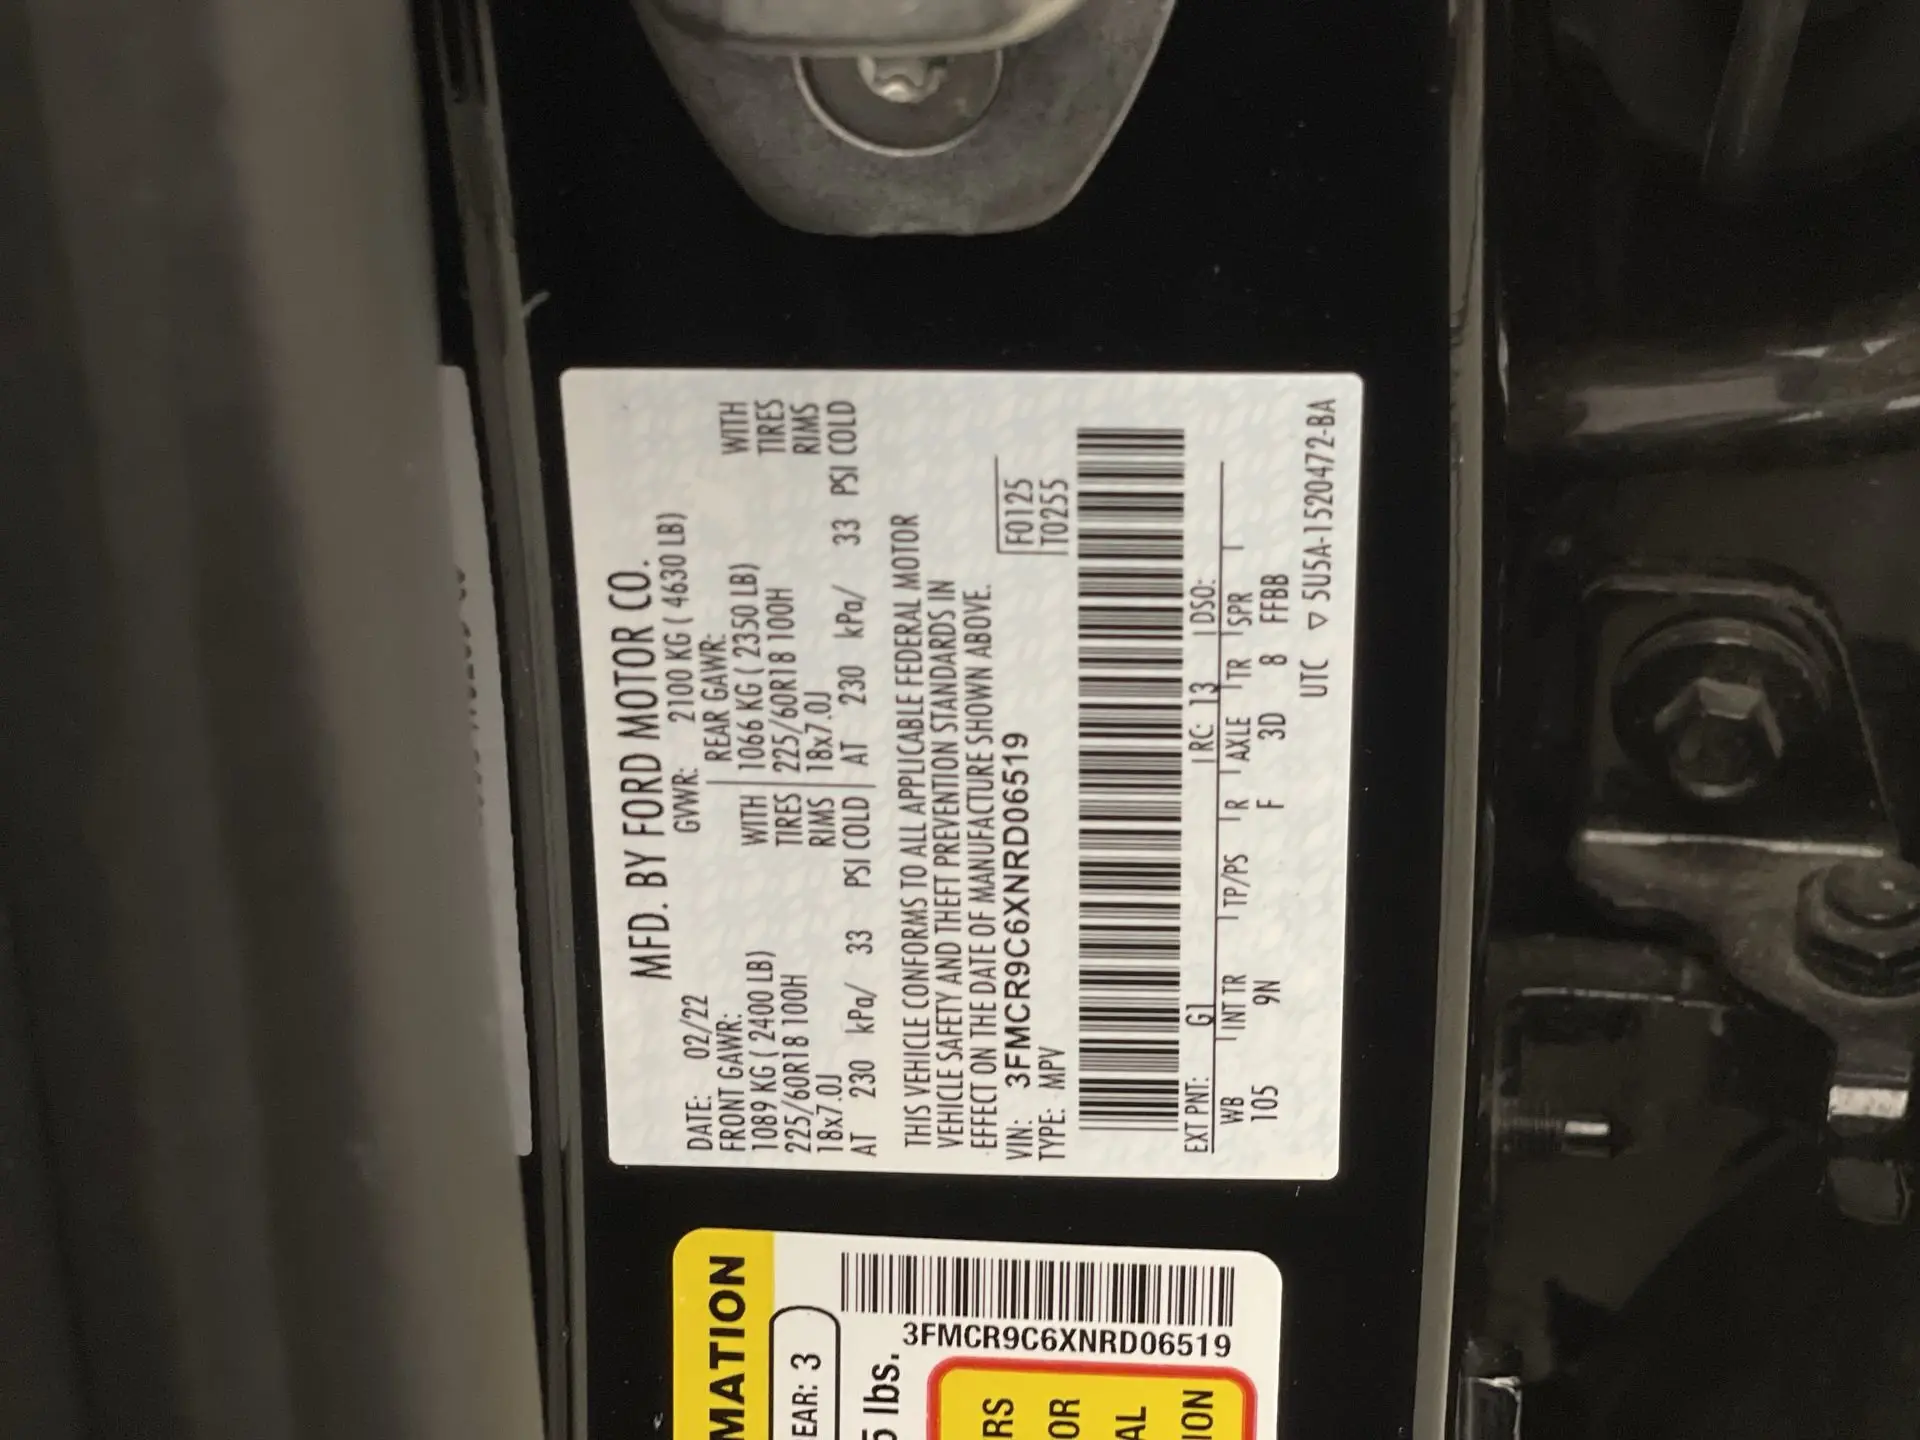 MFD. BY FORD MOTOR CO.
DATE: 02/22 GVWR: 2100 KG ( 4630 LB)
FRONT GAWR: REAR GAWR:
1089 KG ( 2400 LB) WITH 1066 KG ( 2350 LB) WITH
225/60R18 100H TIRES 225/60R18 100H TIRES
18x7.0J RIMS 18x7.0J RIMS
AT 230 kPa/ 33 PSI COLD AT 230 kPa/ 33 PSI COLD
THIS VEHICLE CONFORMS TO ALL APPLICABLE FEDERAL MOTOR
VEHICLE SAFETY AND THEFT PREVENTION STANDARDS IN
EFFECT ON THE DATE OF MANUFACTURE SHOWN ABOVE.
VIN: 3FMCR9C6XNRD06519 F0125
TYPE: MPV T0255
EXT PNT: G1 RC: 13 DSO:
WB INT TR TP/PS R AXLE TR SPR
105 9N F 3D 8 FFBB
UTC ▽ 5U5A-1520472-BA
MATION
EAR: 3
5 lbs.
3FMCR9C6XNRD06519
RS
OR
AL
ION